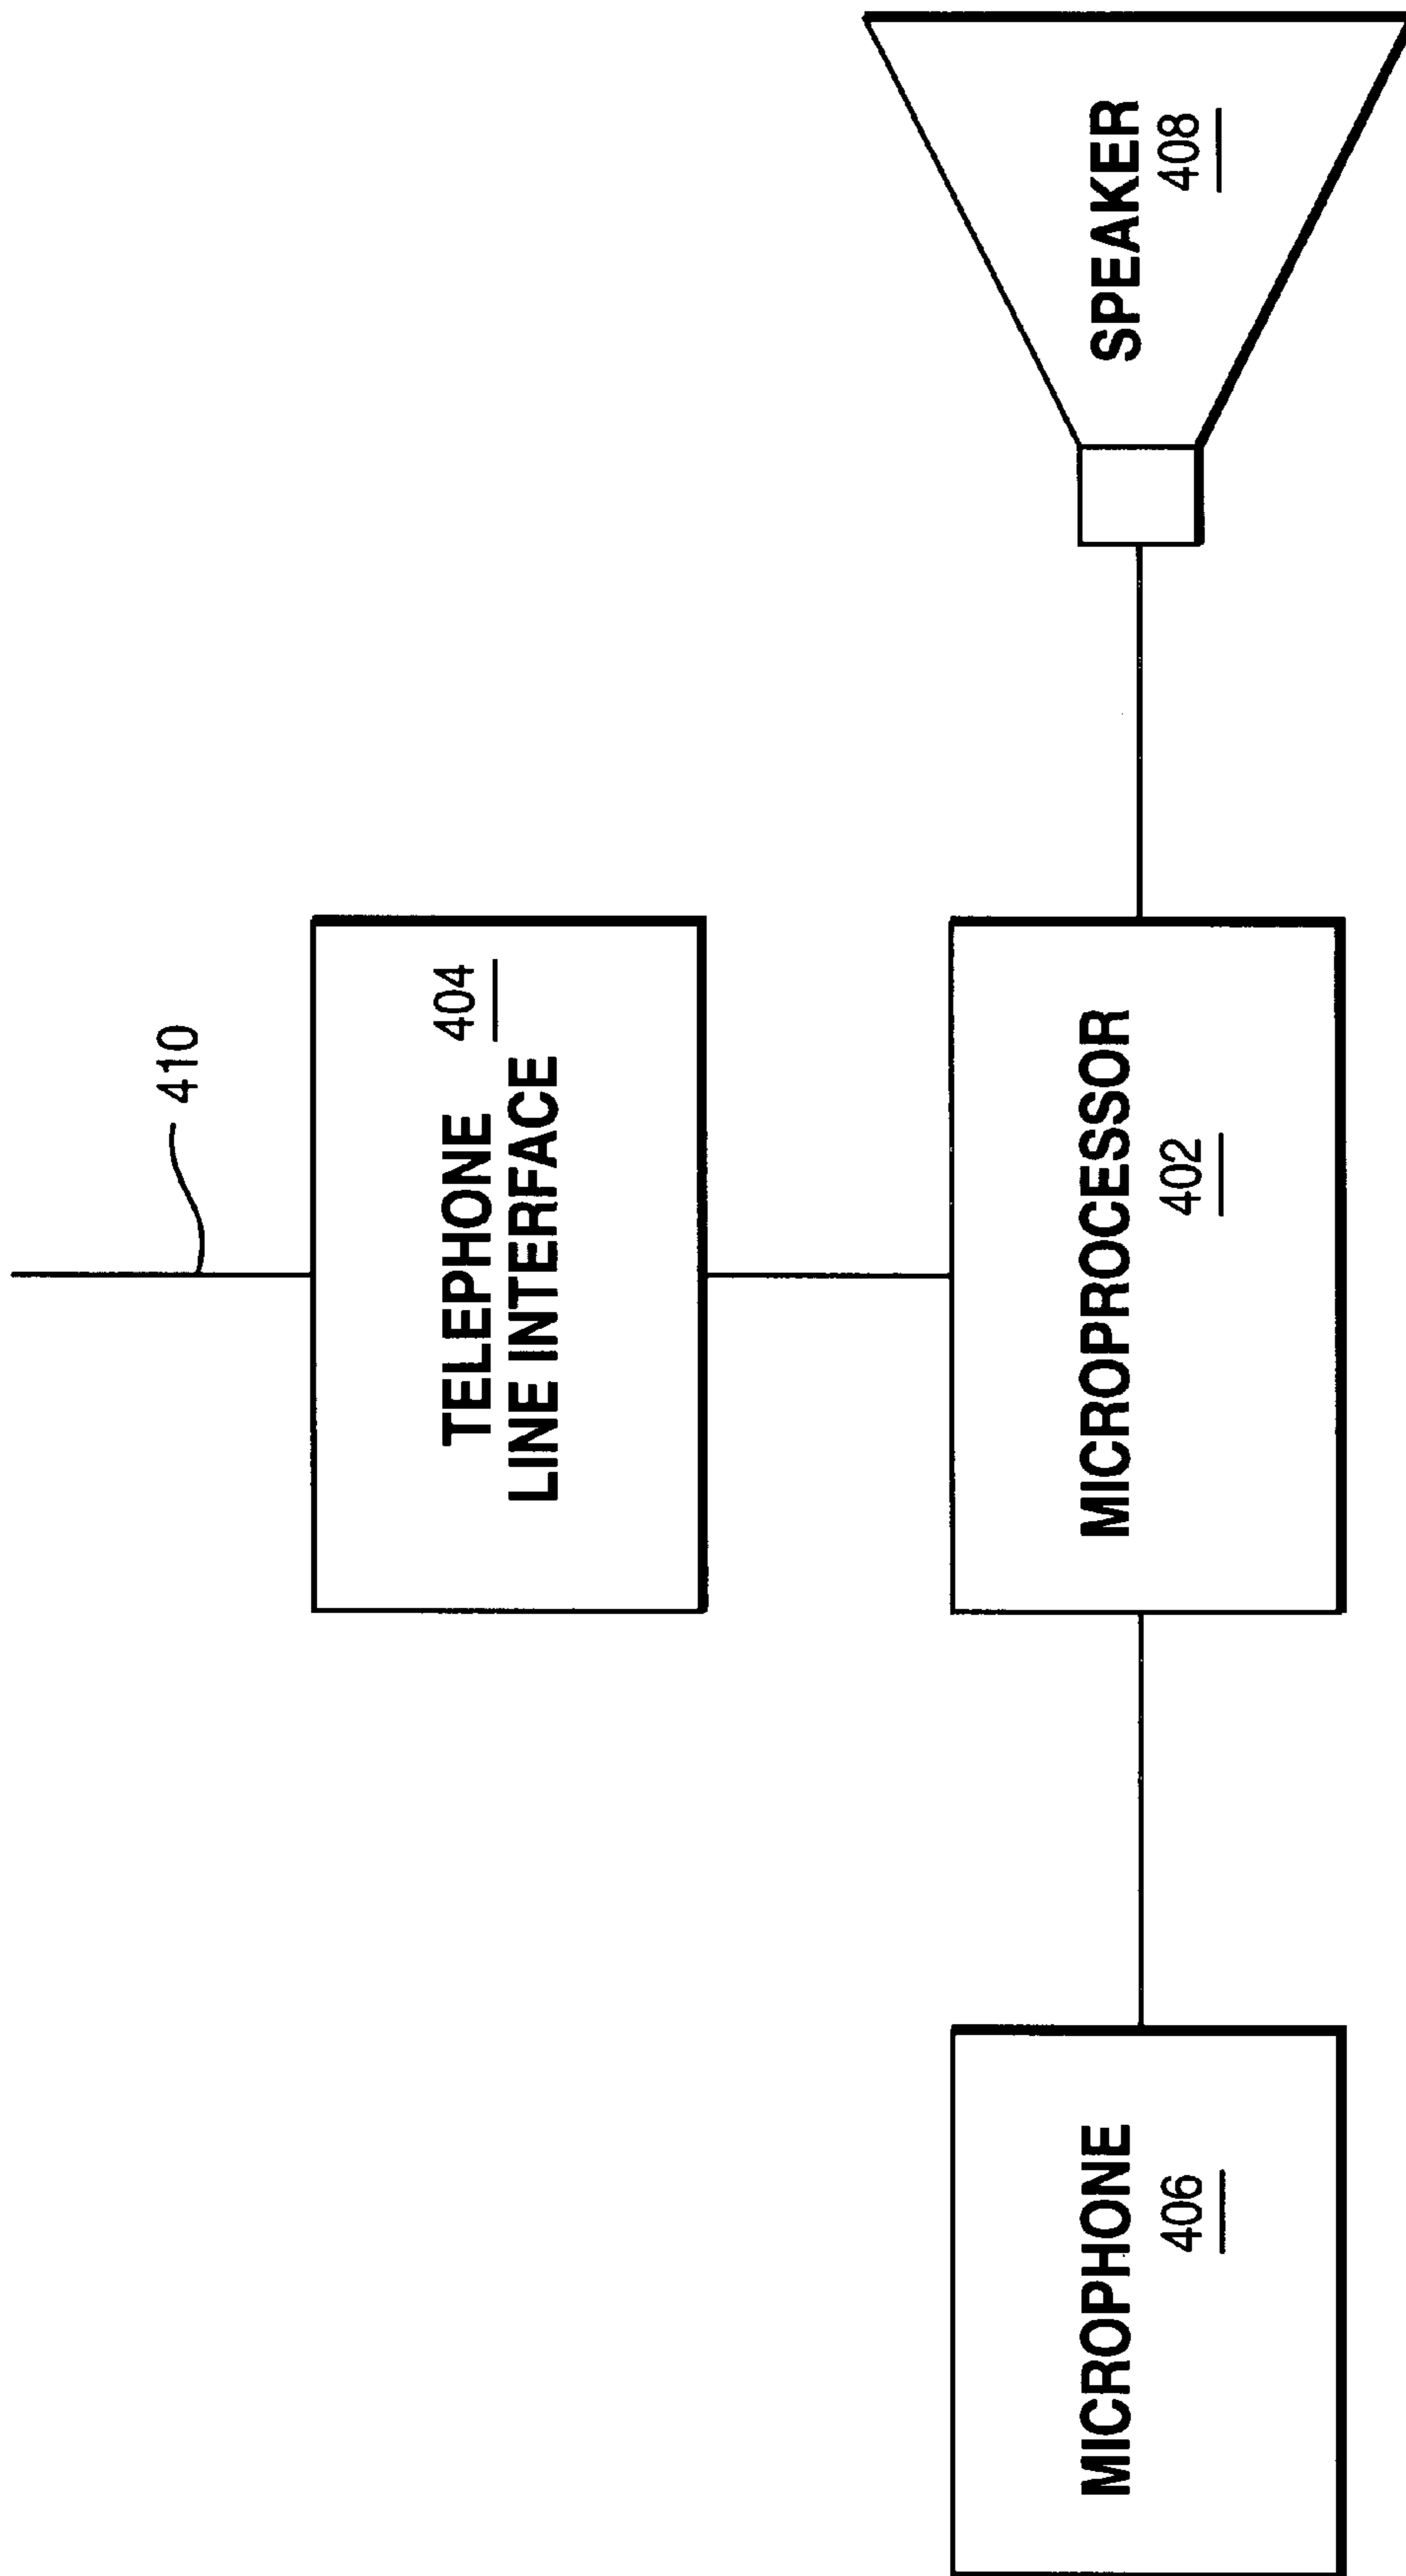 410
TELEPHONE 404
LINE INTERFACE
MICROPHONE
406
MICROPROCESSOR
402
SPEAKER
408